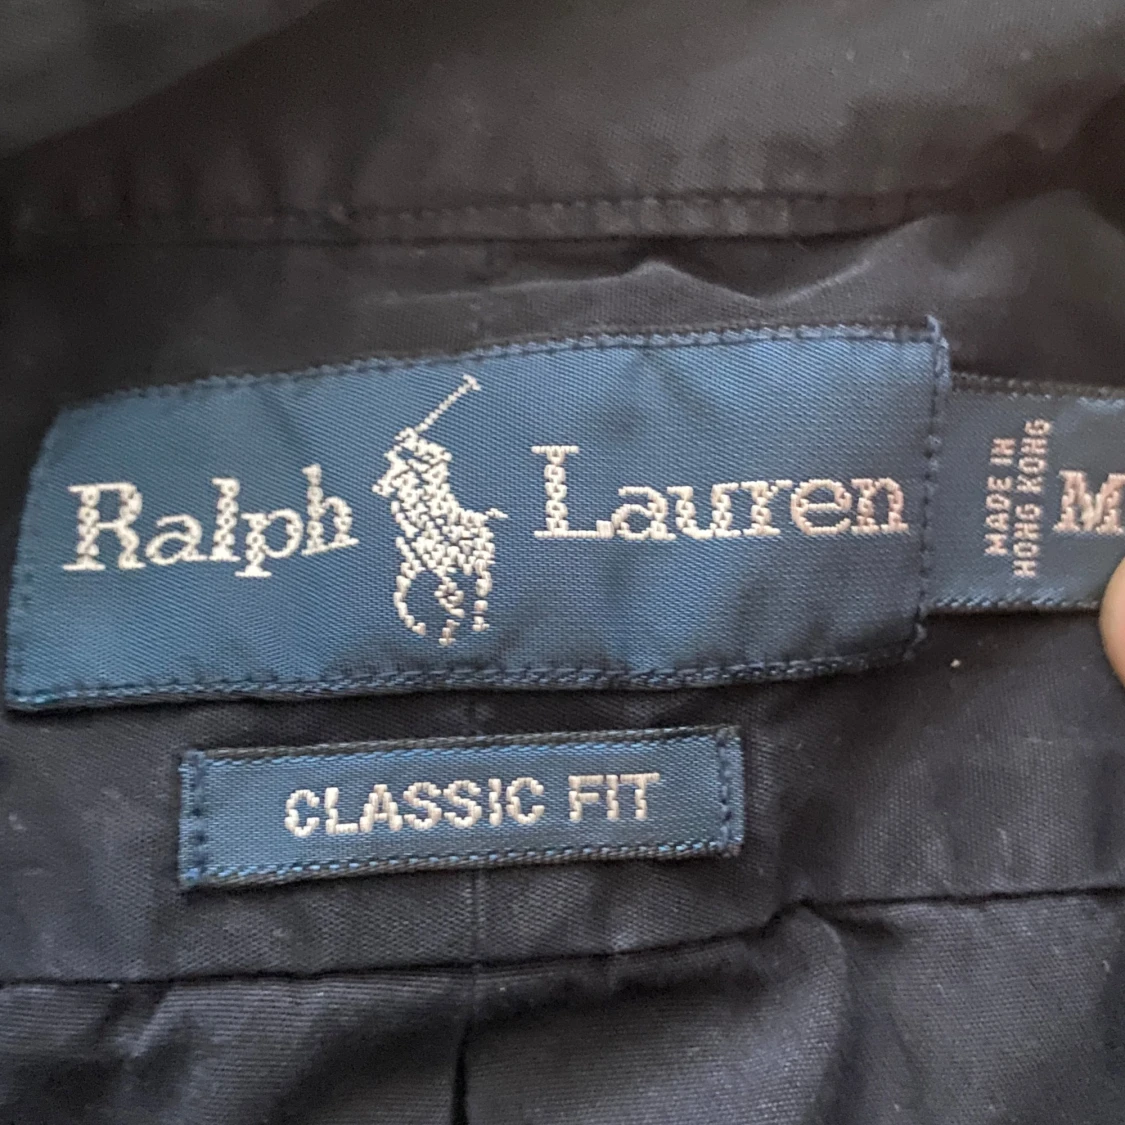 Ralph Lauren
MADE IN
HONG KONG
M
CLASSIC FIT